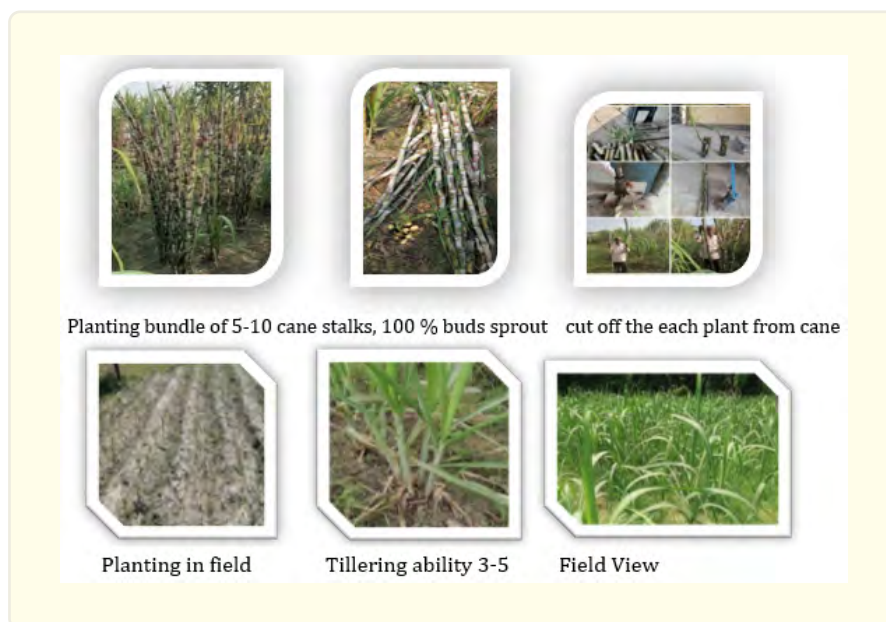 Planting bundle of 5-10 cane stalks, 100 % buds sprout cut off the each plant from cane
Planting in field Tillering ability 3-5 Field View